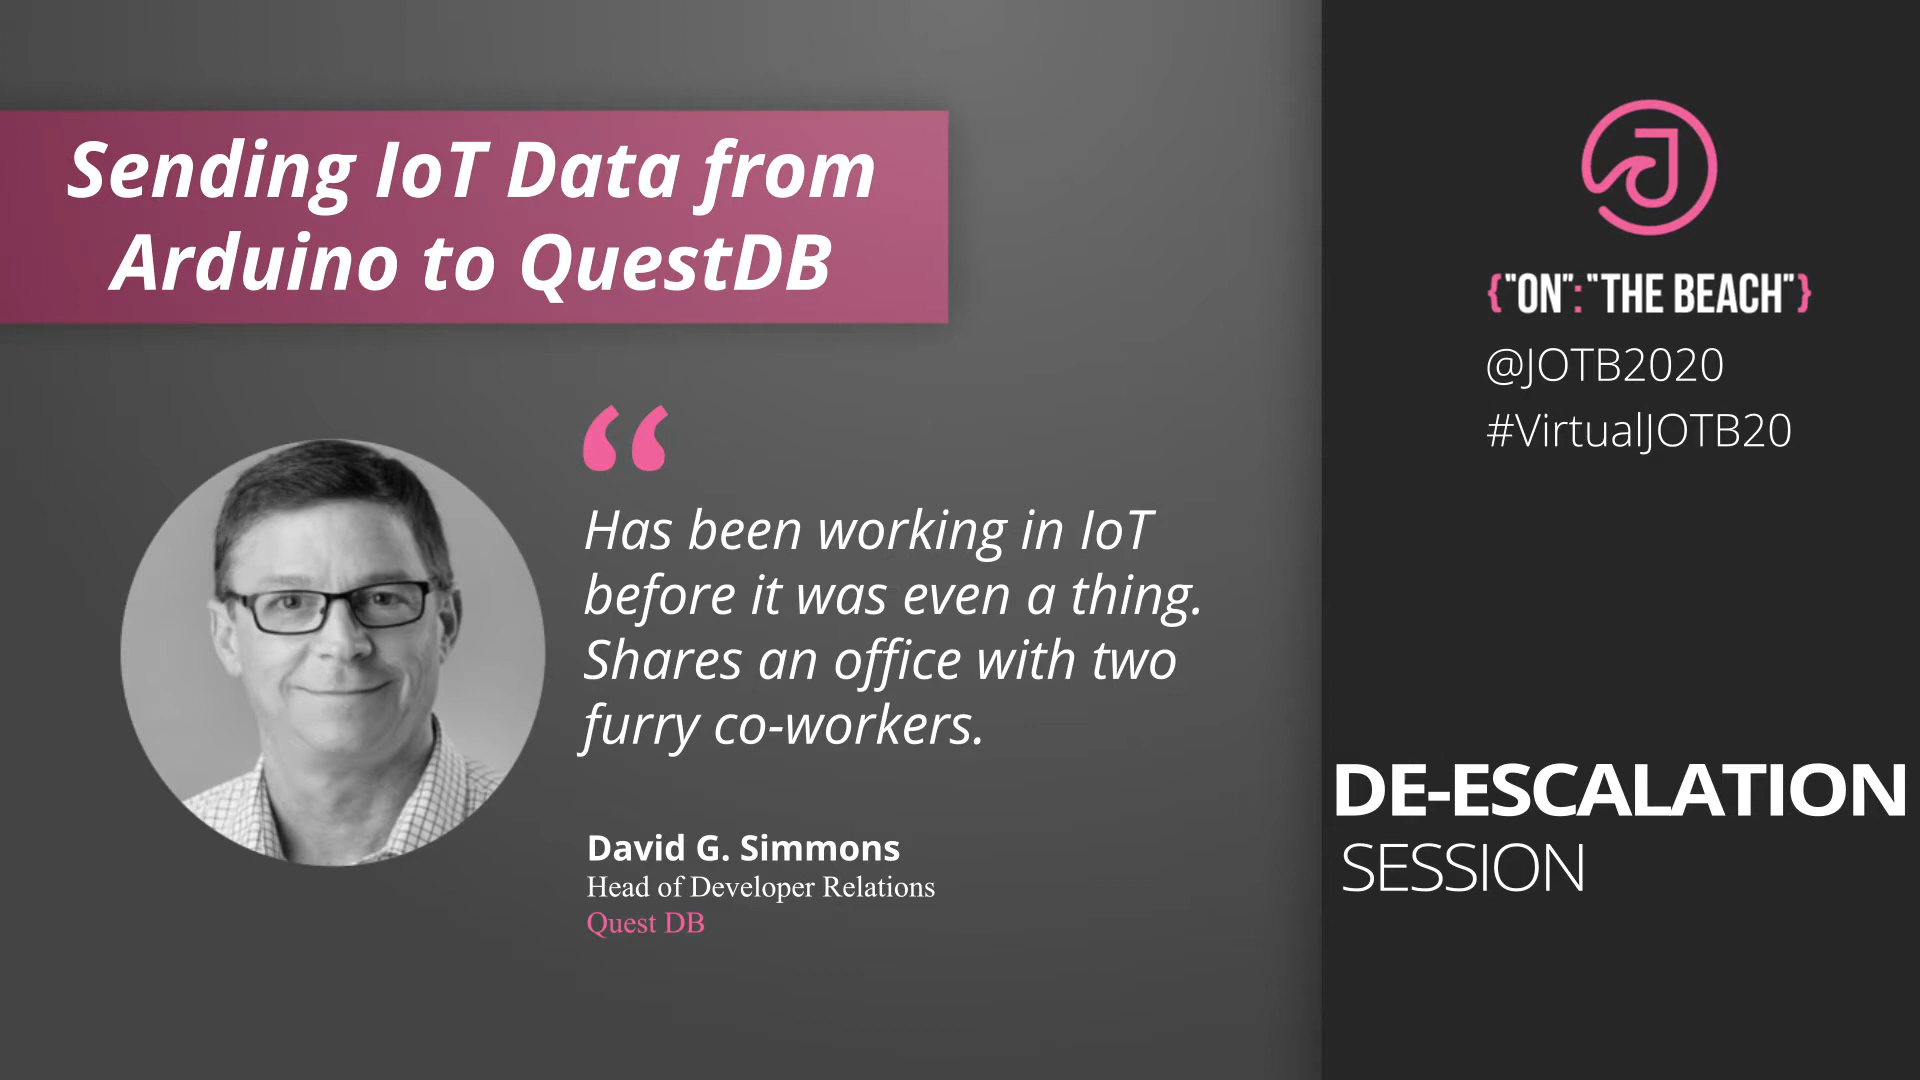 Sending IoT Data from
Arduino to QuestDB
“
Has been working in IoT
before it was even a thing.
Shares an office with two
furry co-workers.
David G. Simmons
Head of Developer Relations
Quest DB
J
{"ON":"THE BEACH"}
@JOTB2020
#VirtualJOTB20
DE-ESCALATION
SESSION